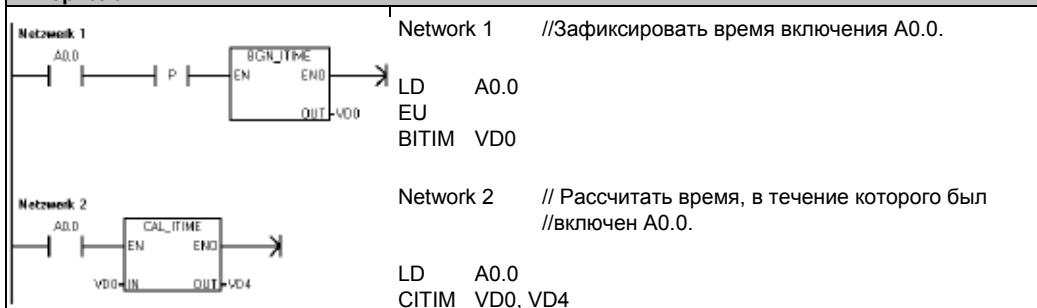 Netzwerk 1
A0.0
P
BGN_ITIME
EN ENO
OUT VD0
Network 1 //Зафиксировать время включения A0.0.
LD A0.0
EU
BITIM VD0
Netzwerk 2
A0.0
CAL_ITIME
EN ENO
VD0 IN OUT VD4
Network 2 // Рассчитать время, в течение которого был
//включен A0.0.
LD A0.0
CITIM VD0, VD4